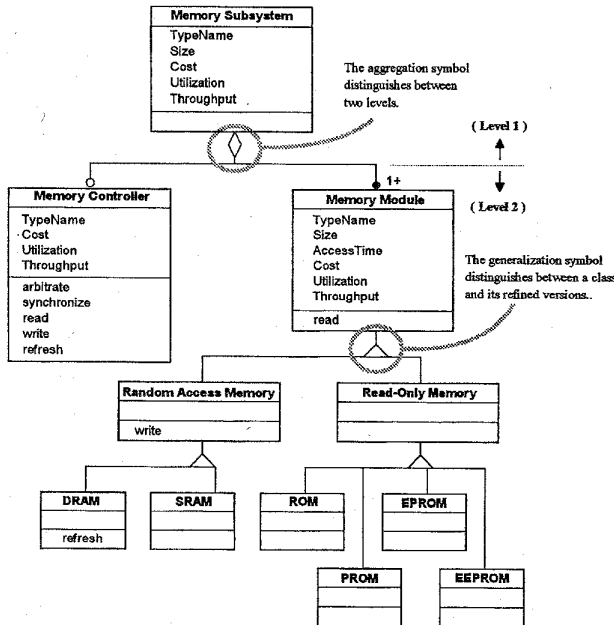 Memory Subsystem
TypeName
Size
Cost
Utilization
Throughput
The aggregation symbol
distinguishes between
two levels.
( Level 1 )
( Level 2 )
1+
Memory Controller
TypeName
Cost
Utilization
Throughput
arbitrate
synchronize
read
write
refresh
Memory Module
TypeName
Size
AccessTime
Cost
Utilization
Throughput
read
The generalization symbol
distinguishes between a class
and its refined versions..
Random Access Memory
write
Read-Only Memory
DRAM
refresh
SRAM
ROM
EPROM
PROM
EEPROM